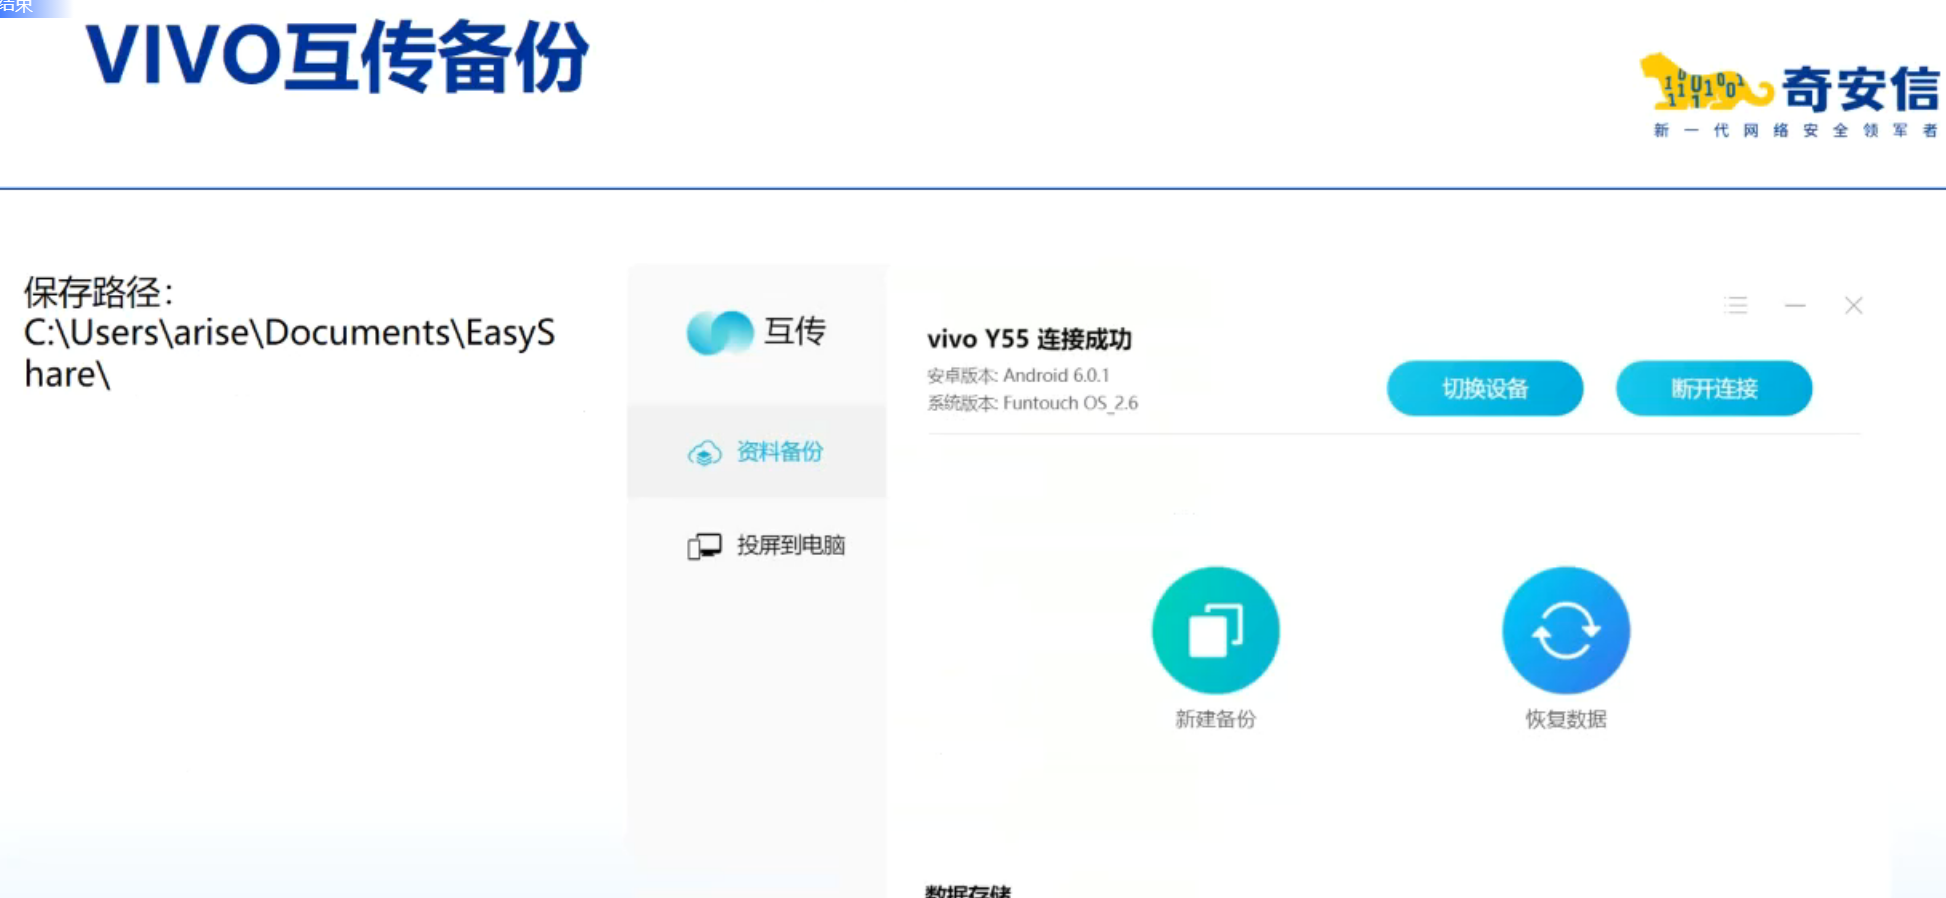 结束
VIVO互传备份
奇安信
新一代网络安全领军者
保存路径：
C:\Users\arise\Documents\EasyS
hare\
互传
资料备份
投屏到电脑
vivo Y55 连接成功
安卓版本: Android 6.0.1
系统版本: Funtouch OS_2.6
切换设备
断开连接
新建备份
恢复数据
数据存储